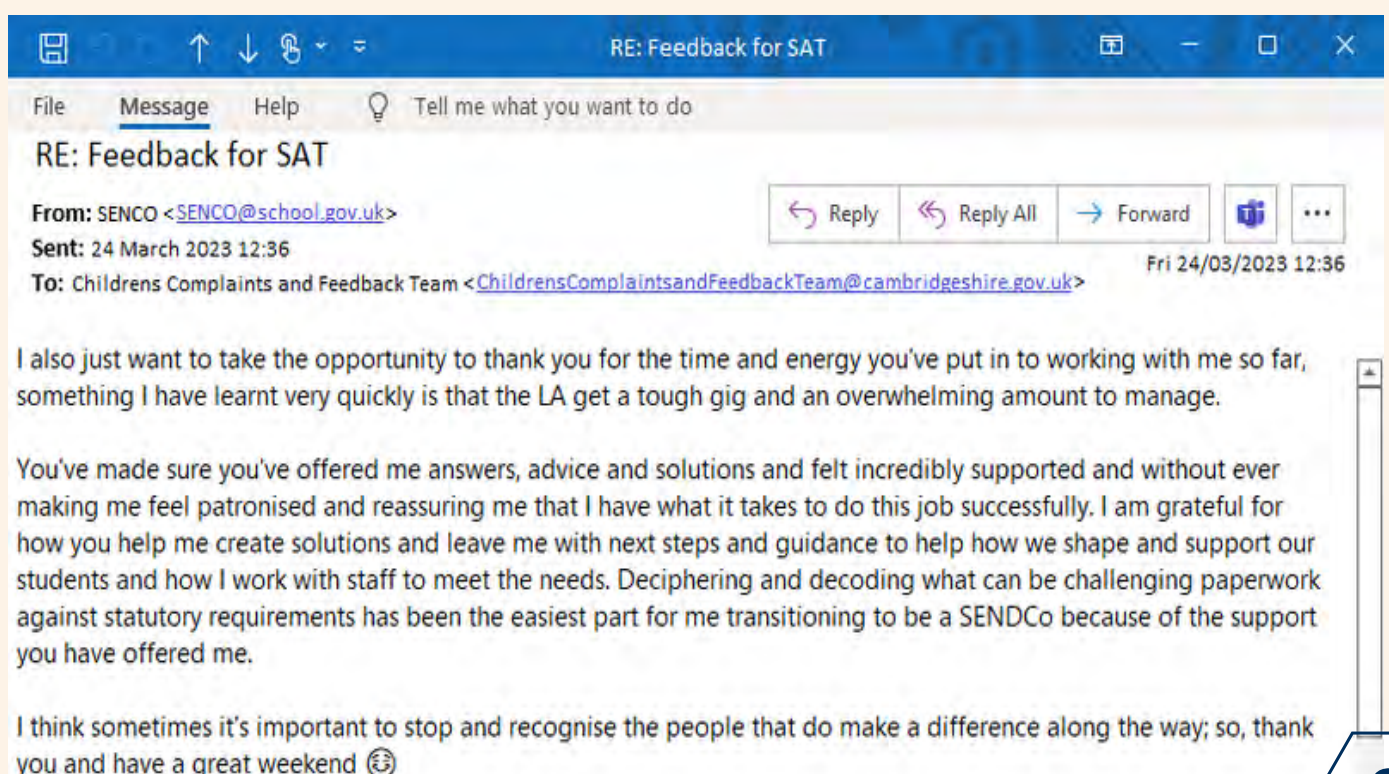 RE: Feedback for SAT
File Message Help Tell me what you want to do
RE: Feedback for SAT
From: SENCO <SENCO@school.gov.uk>
Reply Reply All Forward
Sent: 24 March 2023 12:36
Fri 24/03/2023 12:36
To: Childrens Complaints and Feedback Team <ChildrensComplaintsandFeedbackTeam@cambridgeshire.gov.uk>
I also just want to take the opportunity to thank you for the time and energy you've put in to working with me so far,
something I have learnt very quickly is that the LA get a tough gig and an overwhelming amount to manage.
You've made sure you've offered me answers, advice and solutions and felt incredibly supported and without ever
making me feel patronised and reassuring me that I have what it takes to do this job successfully. I am grateful for
how you help me create solutions and leave me with next steps and guidance to help how we shape and support our
students and how I work with staff to meet the needs. Deciphering and decoding what can be challenging paperwork
against statutory requirements has been the easiest part for me transitioning to be a SENDCo because of the support
you have offered me.
I think sometimes it's important to stop and recognise the people that do make a difference along the way; so, thank
you and have a great weekend